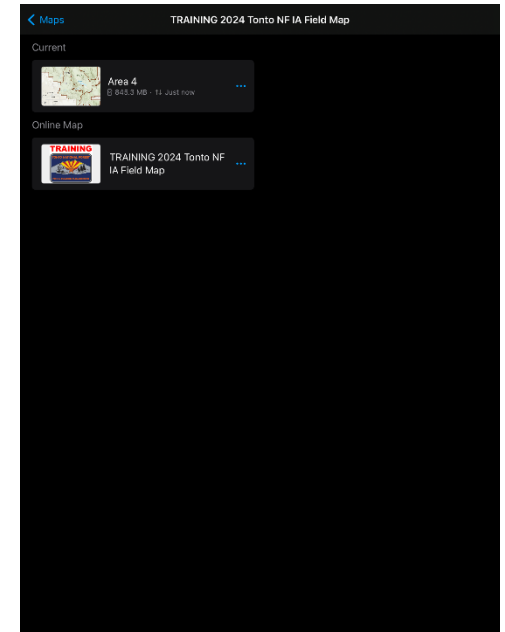 Maps
TRAINING 2024 Tonto NF IA Field Map
Current
Area 4
845.3 MB · Just now
Online Map
TRAINING
TRAINING 2024 Tonto NF
IA Field Map